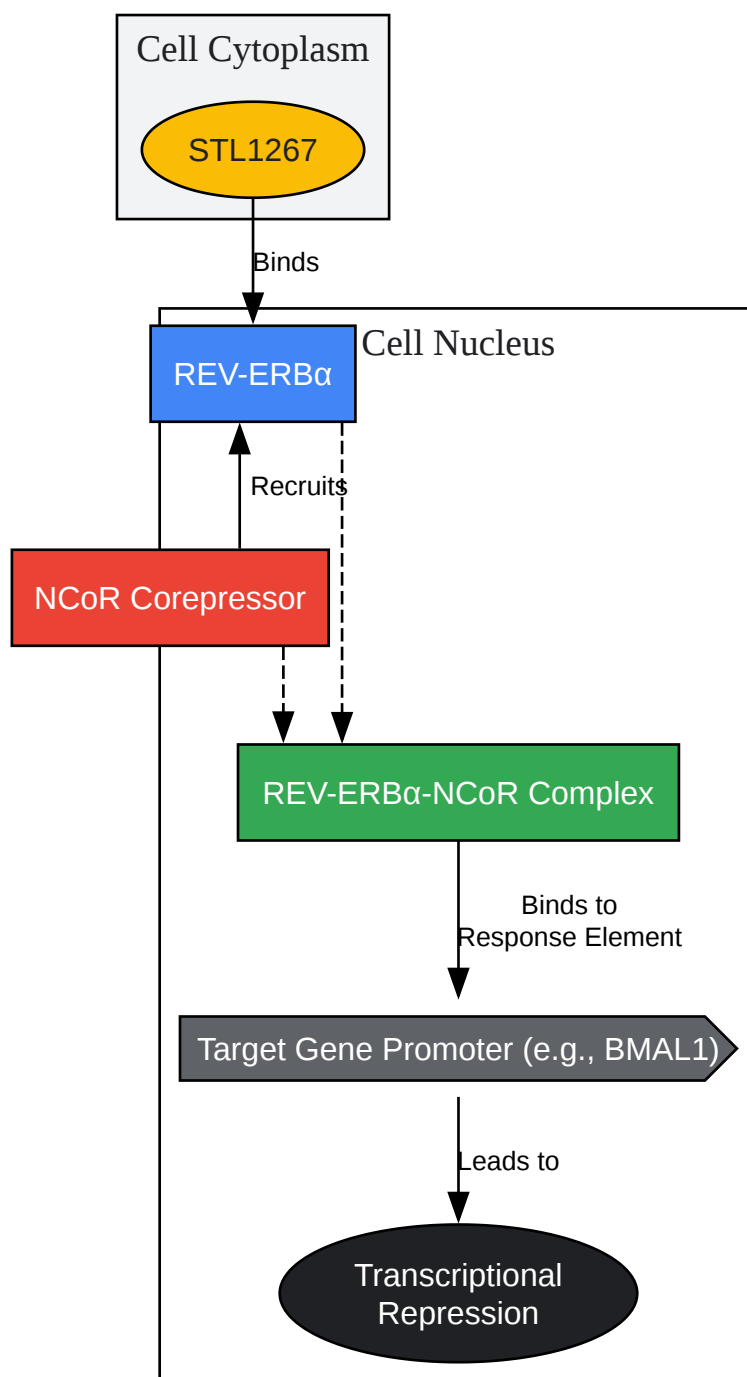 Cell Cytoplasm
STL1267
Binds
Cell Nucleus
REV-ERBα
Recruits
NCoR Corepressor
REV-ERBα-NCoR Complex
Binds to
Response Element
Target Gene Promoter (e.g., BMAL1)
Leads to
Transcriptional
Repression